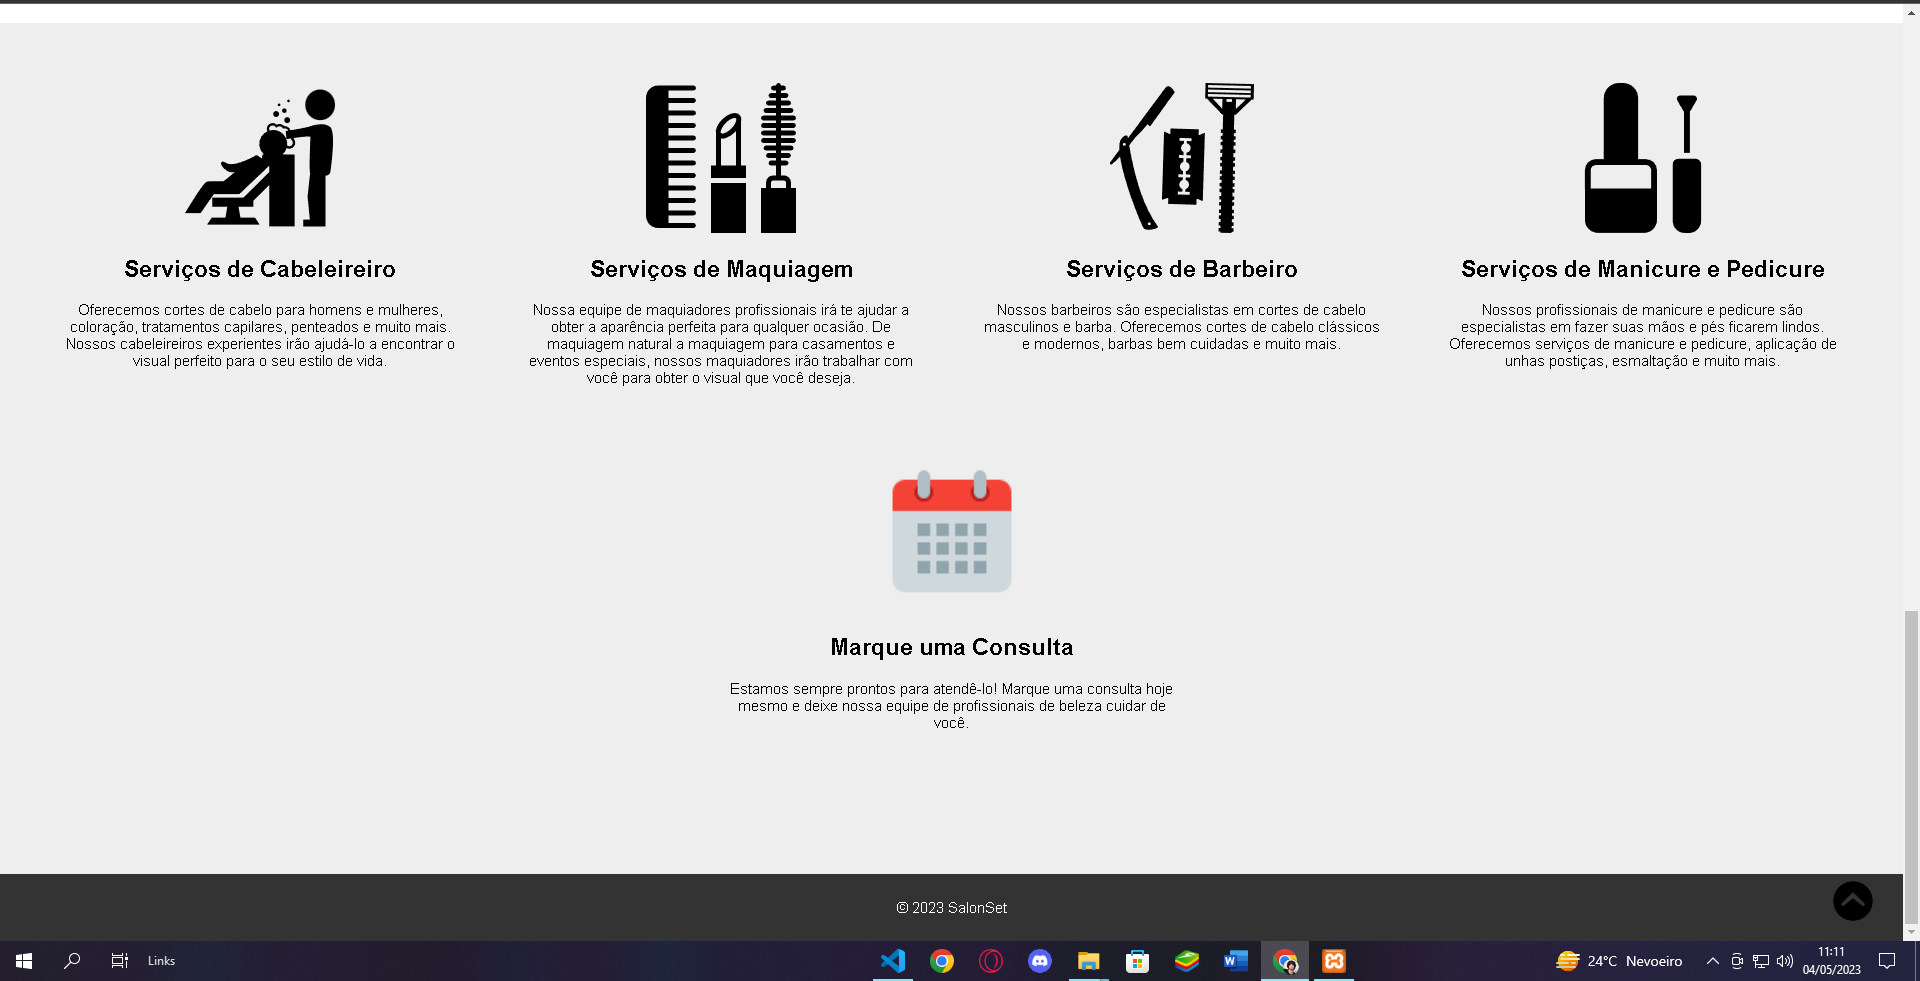 Serviços de Cabeleireiro
Oferecemos cortes de cabelo para homens e mulheres,
coloração, tratamentos capilares, penteados e muito mais.
Nossos cabeleireiros experientes irão ajudá-lo a encontrar o
visual perfeito para o seu estilo de vida.
Serviços de Maquiagem
Nossa equipe de maquiadores profissionais irá te ajudar a
obter a aparência perfeita para qualquer ocasião. De
maquiagem natural a maquiagem para casamentos e
eventos especiais, nossos maquiadores irão trabalhar com
você para obter o visual que você deseja.
Serviços de Barbeiro
Nossos barbeiros são especialistas em cortes de cabelo
masculinos e barba. Oferecemos cortes de cabelo clássicos
e modernos, barbas bem cuidadas e muito mais.
Serviços de Manicure e Pedicure
Nossos profissionais de manicure e pedicure são
especialistas em fazer suas mãos e pés ficarem lindos.
Oferecemos serviços de manicure e pedicure, aplicação de
unhas postiças, esmaltação e muito mais.
Marque uma Consulta
Estamos sempre prontos para atendê-lo! Marque uma consulta hoje
mesmo e deixe nossa equipe de profissionais de beleza cuidar de
você.
© 2023 SalonSet
Links
W
24°C Nevoeiro
11:11
04/05/2023